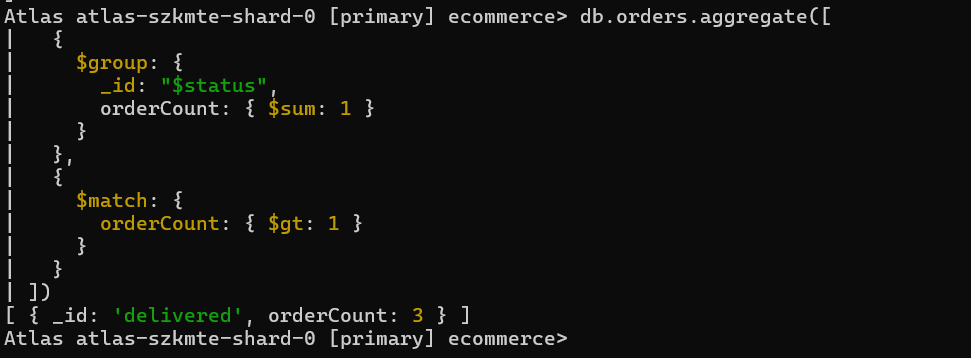 Atlas atlas-szkmte-shard-0 [primary] ecommerce> db.orders.aggregate([
|   {
|     $group: {
|       _id: "$status",
|       orderCount: { $sum: 1 }
|     }
|   },
|   {
|     $match: {
|       orderCount: { $gt: 1 }
|     }
|   }
| ])
[ { _id: 'delivered', orderCount: 3 } ]
Atlas atlas-szkmte-shard-0 [primary] ecommerce>